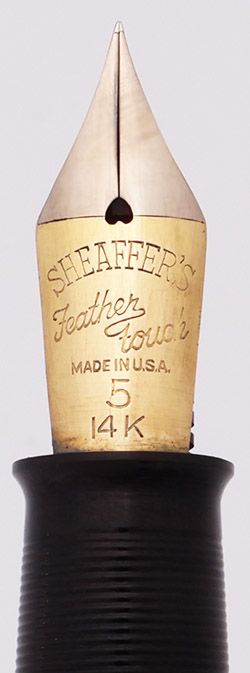 SHEAFFER'S
Feather
touch
MADE IN U.S.A.
5
14K